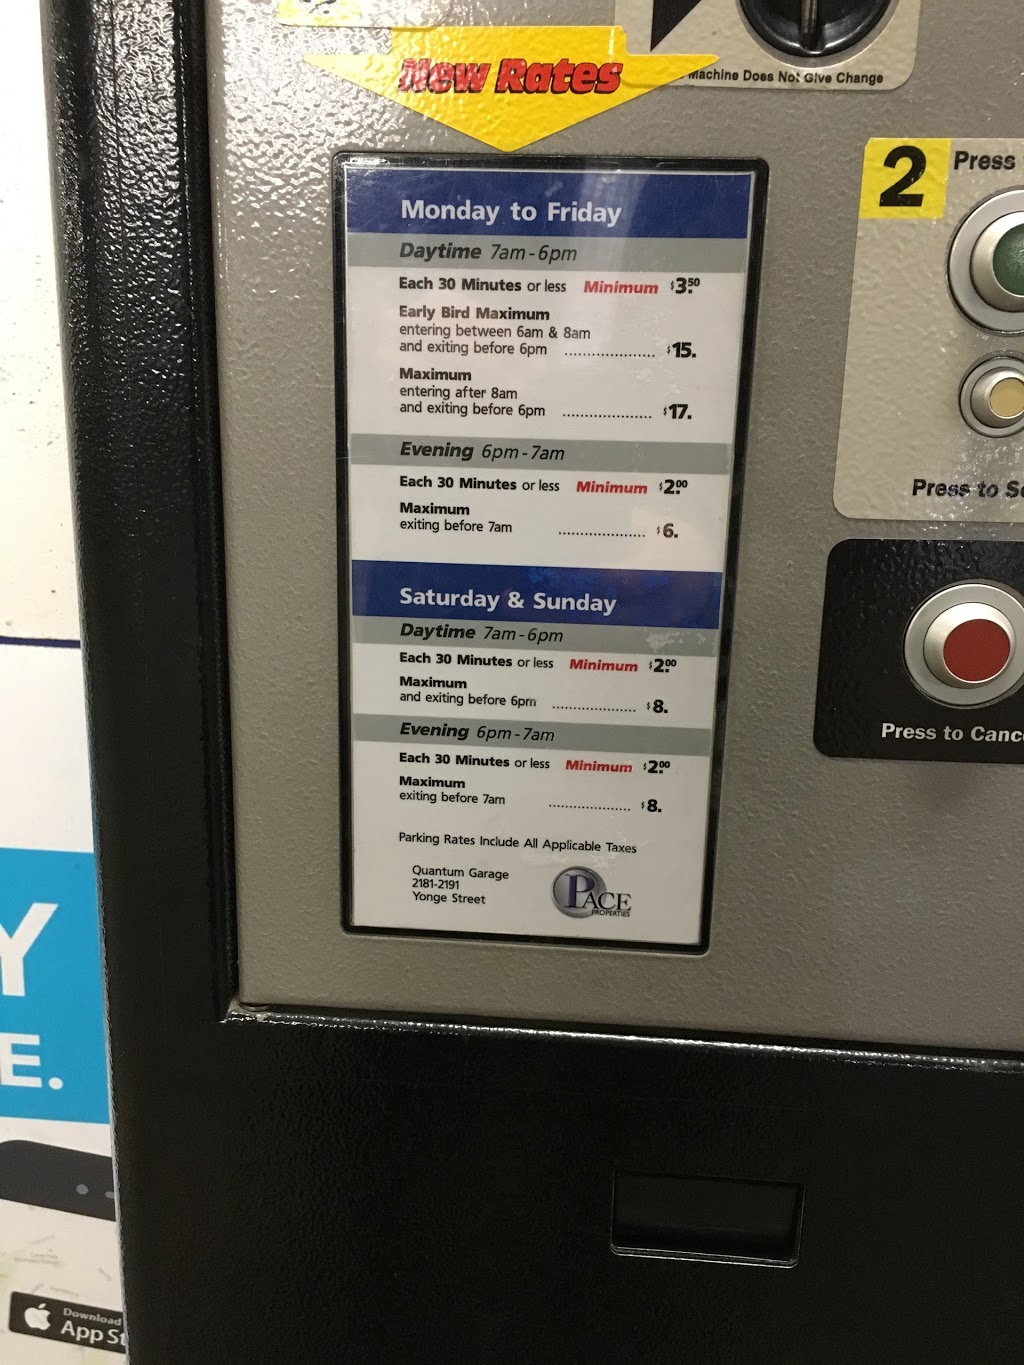 New Rates
Machine Does Not Give Change
2 Press
Monday to Friday
Daytime 7am - 6pm
Each 30 Minutes or less Minimum $3.50
Early Bird Maximum
entering between 6am & 8am
and exiting before 6pm .................... $15.
Maximum
entering after 8am
and exiting before 6pm .................... $17.
Evening 6pm - 7am
Each 30 Minutes or less Minimum $2.00
Maximum
exiting before 7am .................... $6.
Saturday & Sunday
Daytime 7am - 6pm
Each 30 Minutes or less Minimum $2.00
Maximum
and exiting before 6pm .................... $8.
Evening 6pm - 7am
Each 30 Minutes or less Minimum $2.00
Maximum
exiting before 7am .................... $8.
Parking Rates Include All Applicable Taxes
Quantum Garage
2181-2191
Yonge Street
PACE
PROPERTIES
Press to
Press to Cance
Y
E.
Download
App St